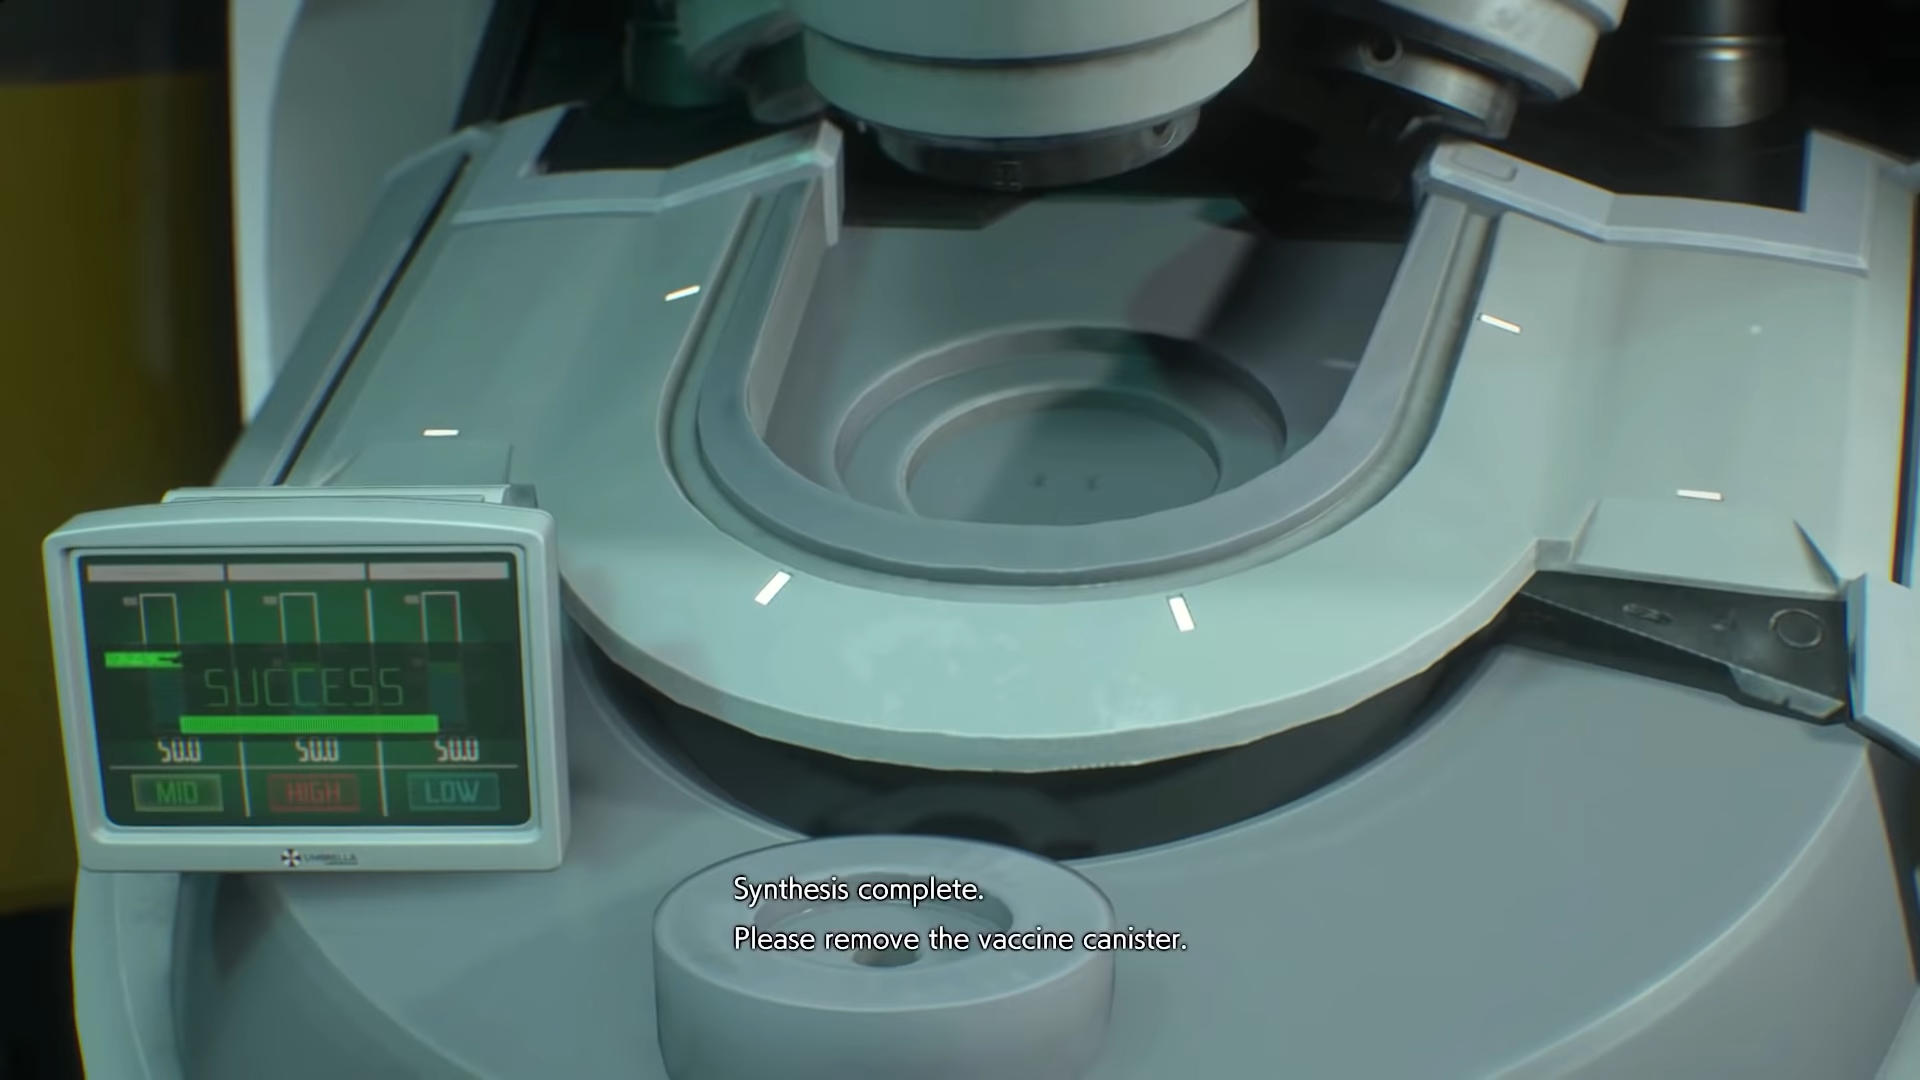 SUCCESS
50.0 50.0 50.0
MID HIGH LOW
UMBRELLA
Synthesis complete.
Please remove the vaccine canister.